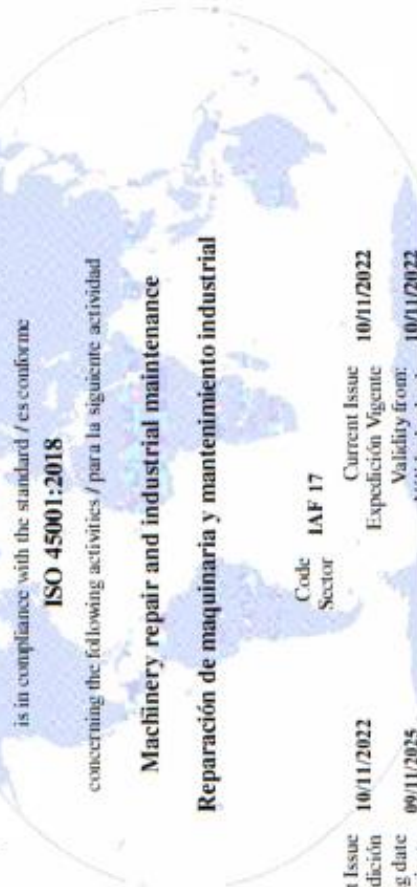 is in compliance with the standard / es conforme
ISO 45001:2018
concerning the following activities / para la siguiente actividad
Machinery repair and industrial maintenance
Reparación de maquinaria y mantenimiento industrial
Code
Sector
IAF 17
t Issue
dición
10/11/2022
Current Issue
Expedición Vigente
10/11/2022
g date
09/11/2025
Validity from:
10/11/2022